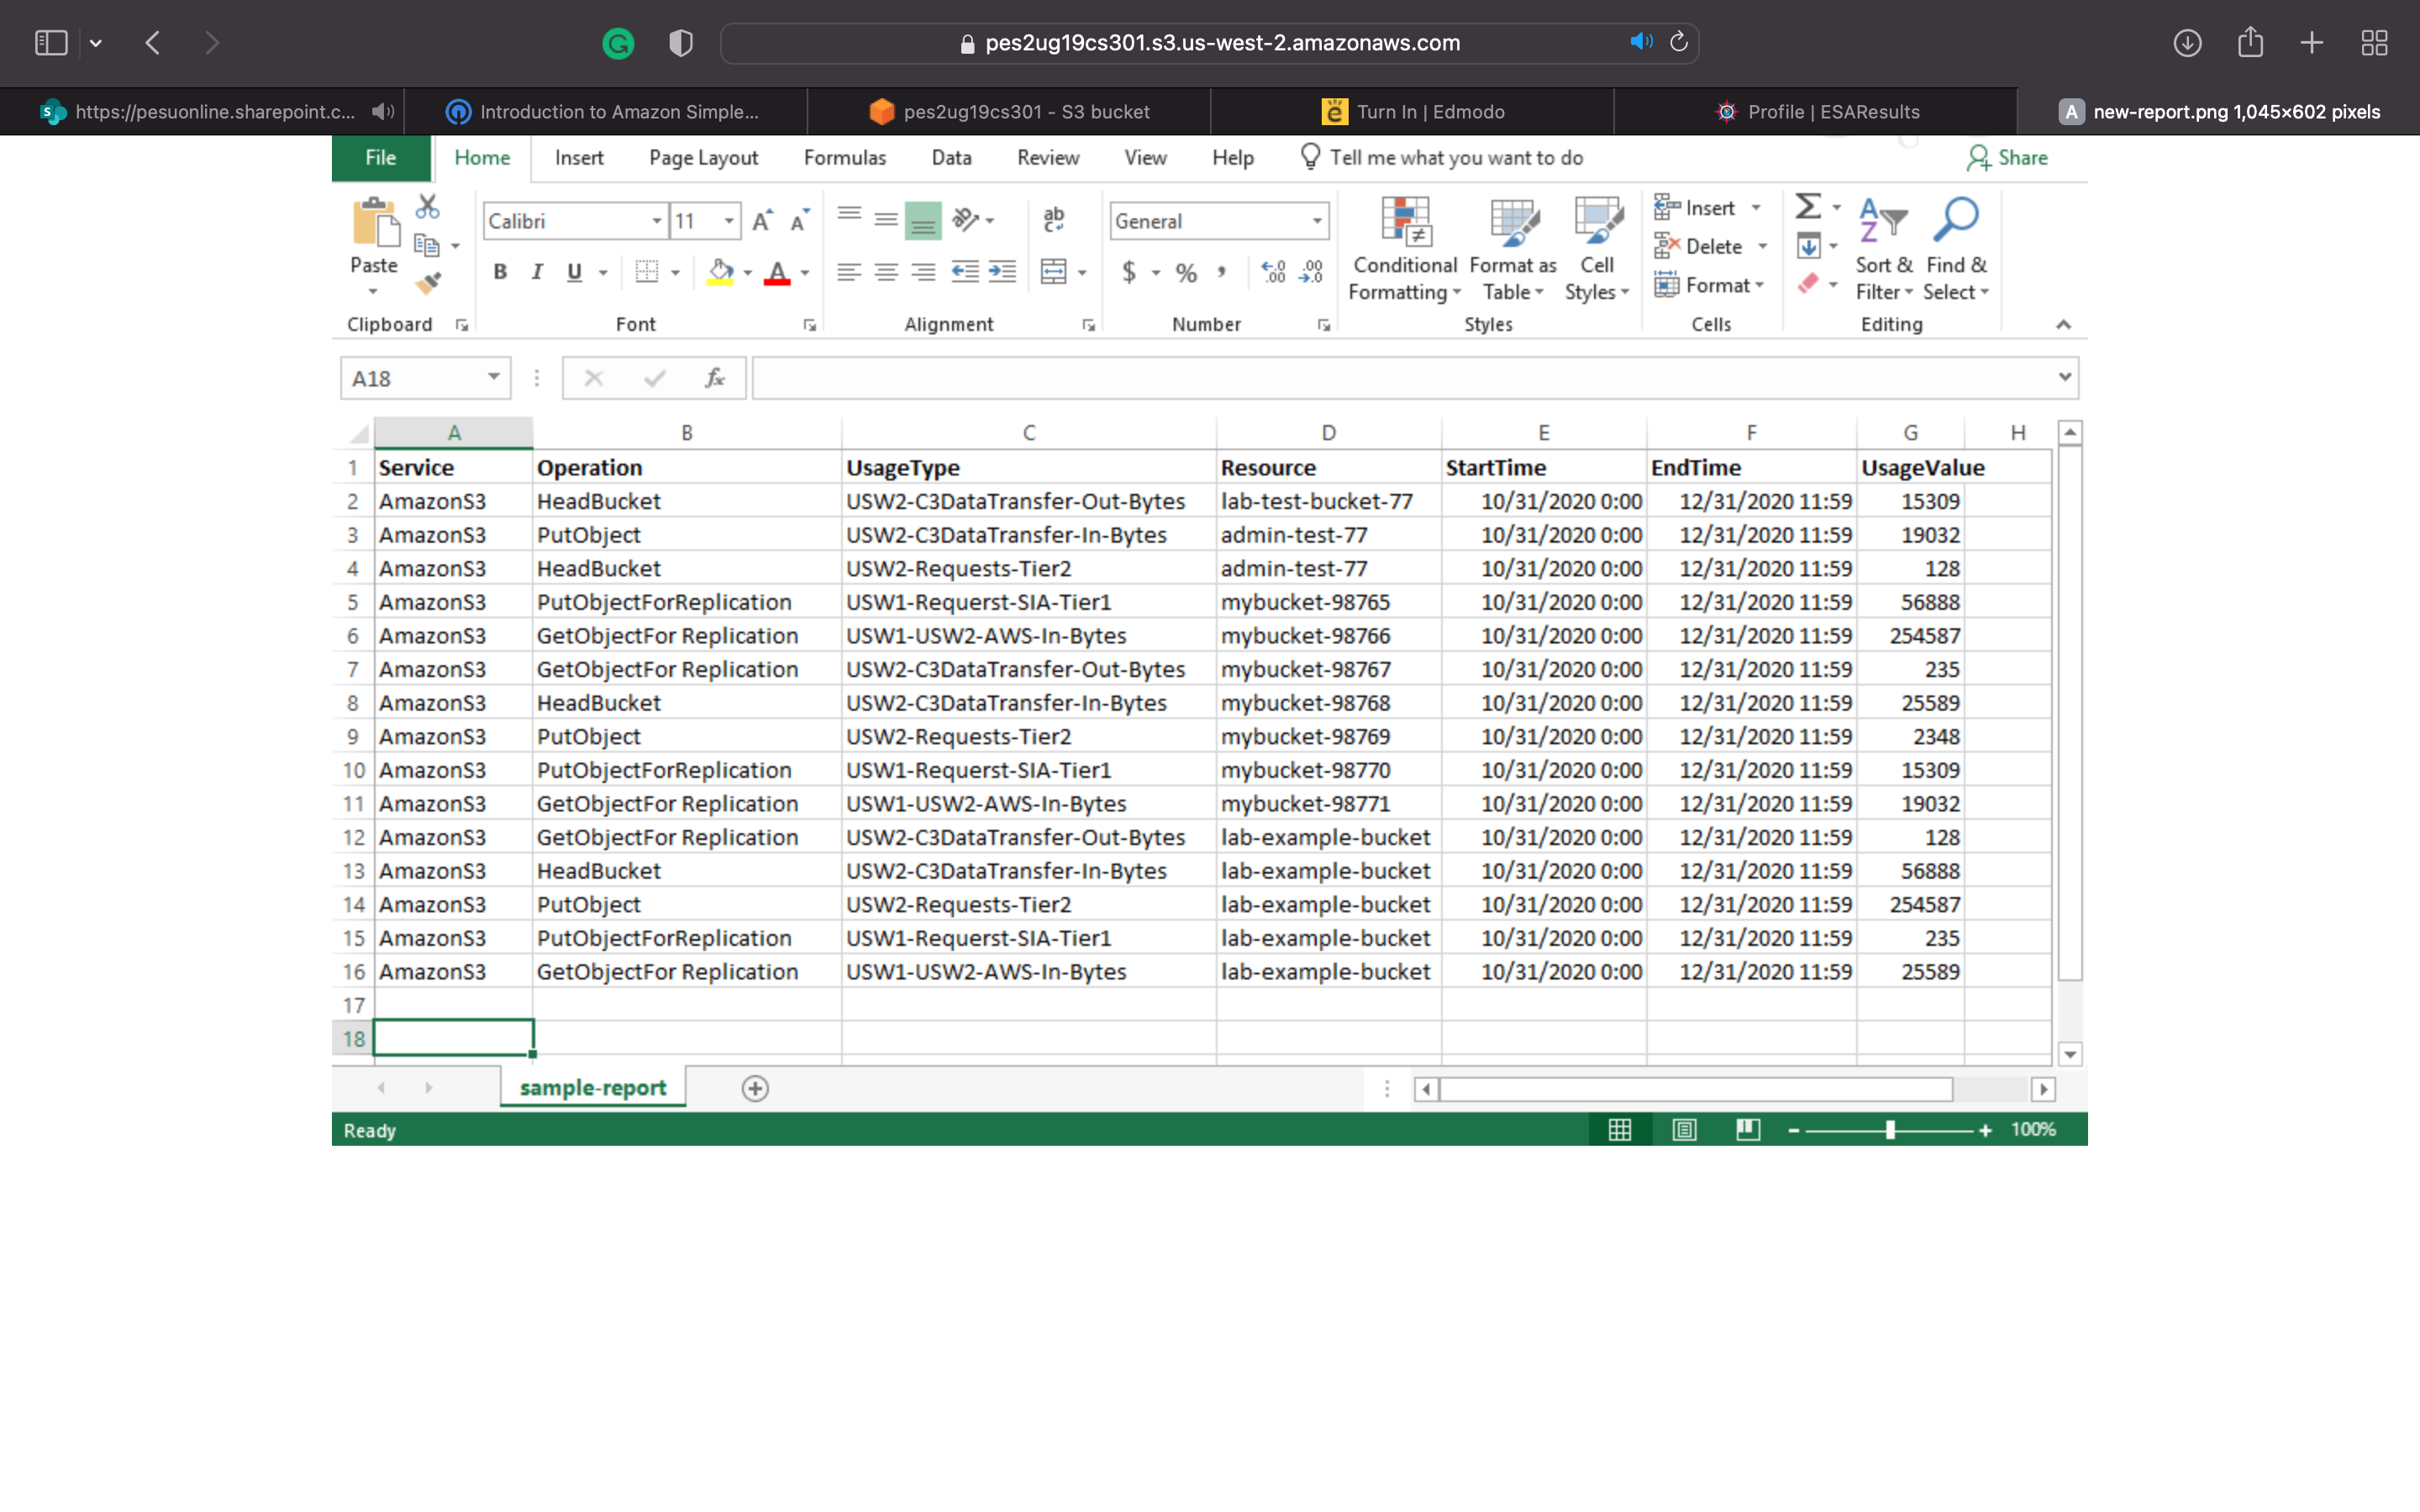 pes2ug19cs301.s3.us-west-2.amazonaws.com
https://pesuonline.sharepoint.c... Introduction to Amazon Simple... pes2ug19cs301 - S3 bucket Turn In | Edmodo Profile | ESAResults A new-report.png 1,045×602 pixels
File Home Insert Page Layout Formulas Data Review View Help Tell me what you want to do Share
Calibri 11 General Insert
Delete
Paste B I U $ % Conditional Formatting Format as Table Cell Styles Format Sort & Filter Find & Select
Clipboard Font Alignment Number Styles Cells Editing
A18 fx
A B C D E F G H
1 Service Operation UsageType Resource StartTime EndTime UsageValue
2 AmazonS3 HeadBucket USW2-C3DataTransfer-Out-Bytes lab-test-bucket-77 10/31/2020 0:00 12/31/2020 11:59 15309
3 AmazonS3 PutObject USW2-C3DataTransfer-In-Bytes admin-test-77 10/31/2020 0:00 12/31/2020 11:59 19032
4 AmazonS3 HeadBucket USW2-Requests-Tier2 admin-test-77 10/31/2020 0:00 12/31/2020 11:59 128
5 AmazonS3 PutObjectForReplication USW1-Requerst-SIA-Tier1 mybucket-98765 10/31/2020 0:00 12/31/2020 11:59 56888
6 AmazonS3 GetObjectFor Replication USW1-USW2-AWS-In-Bytes mybucket-98766 10/31/2020 0:00 12/31/2020 11:59 254587
7 AmazonS3 GetObjectFor Replication USW2-C3DataTransfer-Out-Bytes mybucket-98767 10/31/2020 0:00 12/31/2020 11:59 235
8 AmazonS3 HeadBucket USW2-C3DataTransfer-In-Bytes mybucket-98768 10/31/2020 0:00 12/31/2020 11:59 25589
9 AmazonS3 PutObject USW2-Requests-Tier2 mybucket-98769 10/31/2020 0:00 12/31/2020 11:59 2348
10 AmazonS3 PutObjectForReplication USW1-Requerst-SIA-Tier1 mybucket-98770 10/31/2020 0:00 12/31/2020 11:59 15309
11 AmazonS3 GetObjectFor Replication USW1-USW2-AWS-In-Bytes mybucket-98771 10/31/2020 0:00 12/31/2020 11:59 19032
12 AmazonS3 GetObjectFor Replication USW2-C3DataTransfer-Out-Bytes lab-example-bucket 10/31/2020 0:00 12/31/2020 11:59 128
13 AmazonS3 HeadBucket USW2-C3DataTransfer-In-Bytes lab-example-bucket 10/31/2020 0:00 12/31/2020 11:59 56888
14 AmazonS3 PutObject USW2-Requests-Tier2 lab-example-bucket 10/31/2020 0:00 12/31/2020 11:59 254587
15 AmazonS3 PutObjectForReplication USW1-Requerst-SIA-Tier1 lab-example-bucket 10/31/2020 0:00 12/31/2020 11:59 235
16 AmazonS3 GetObjectFor Replication USW1-USW2-AWS-In-Bytes lab-example-bucket 10/31/2020 0:00 12/31/2020 11:59 25589
17
18
sample-report
Ready 100%